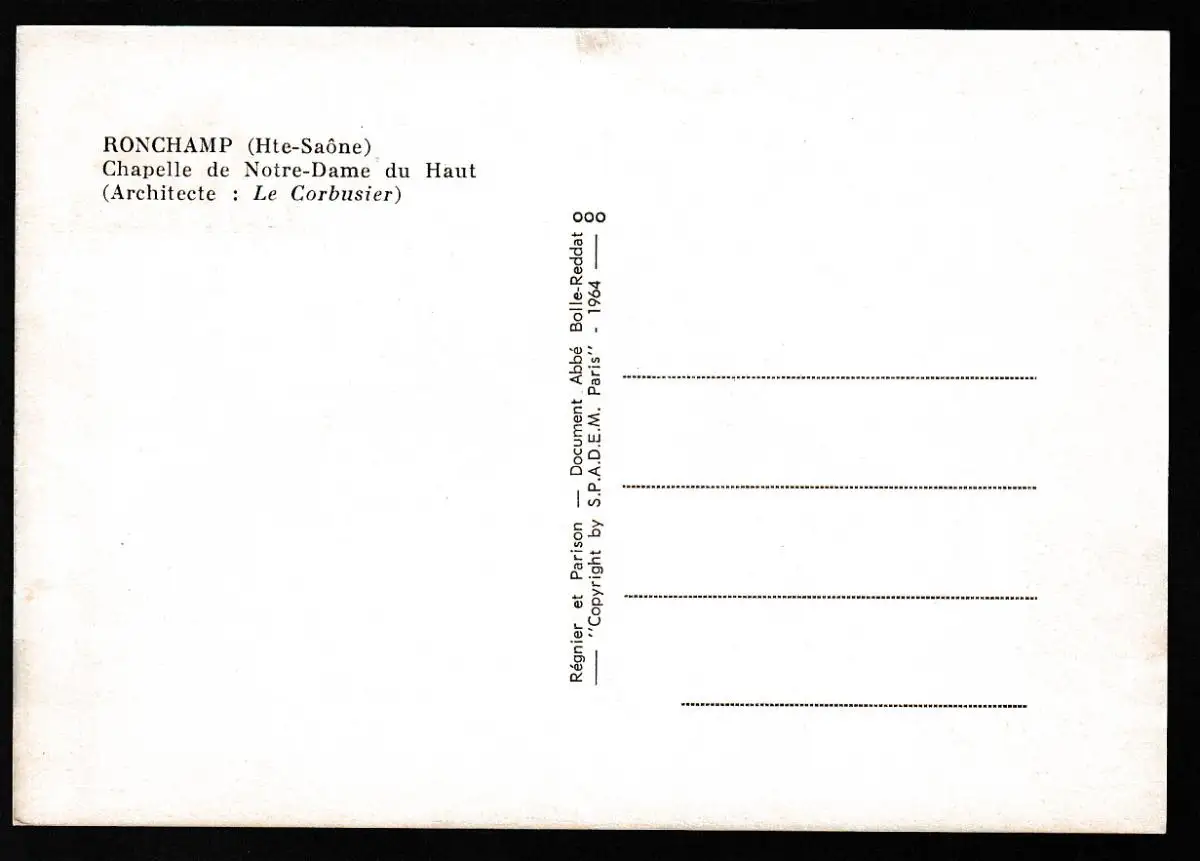 RONCHAMP (Hte-Saône)
Chapelle de Notre-Dame du Haut
(Architecte : Le Corbusier)
Régnier et Parison — Document Abbé Bolle-Reddat
—— "Copyright by S.P.A.D.E.M. Paris" - 1964 ——
000